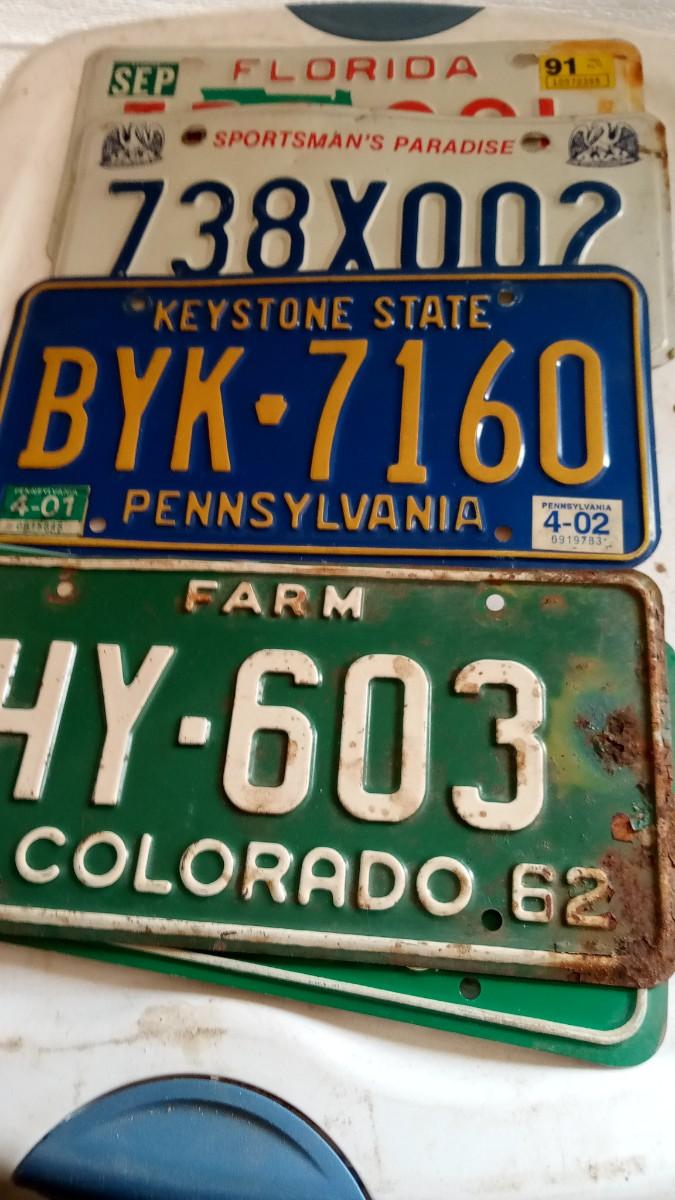 SEP FLORIDA 91
SPORTSMAN'S PARADISE
738X002
KEYSTONE STATE
BYK·7160
PENNSYLVANIA
4-01
PENNSYLVANIA
PENNSYLVANIA
4-02
0919783
FARM
HY·603
COLORADO 62